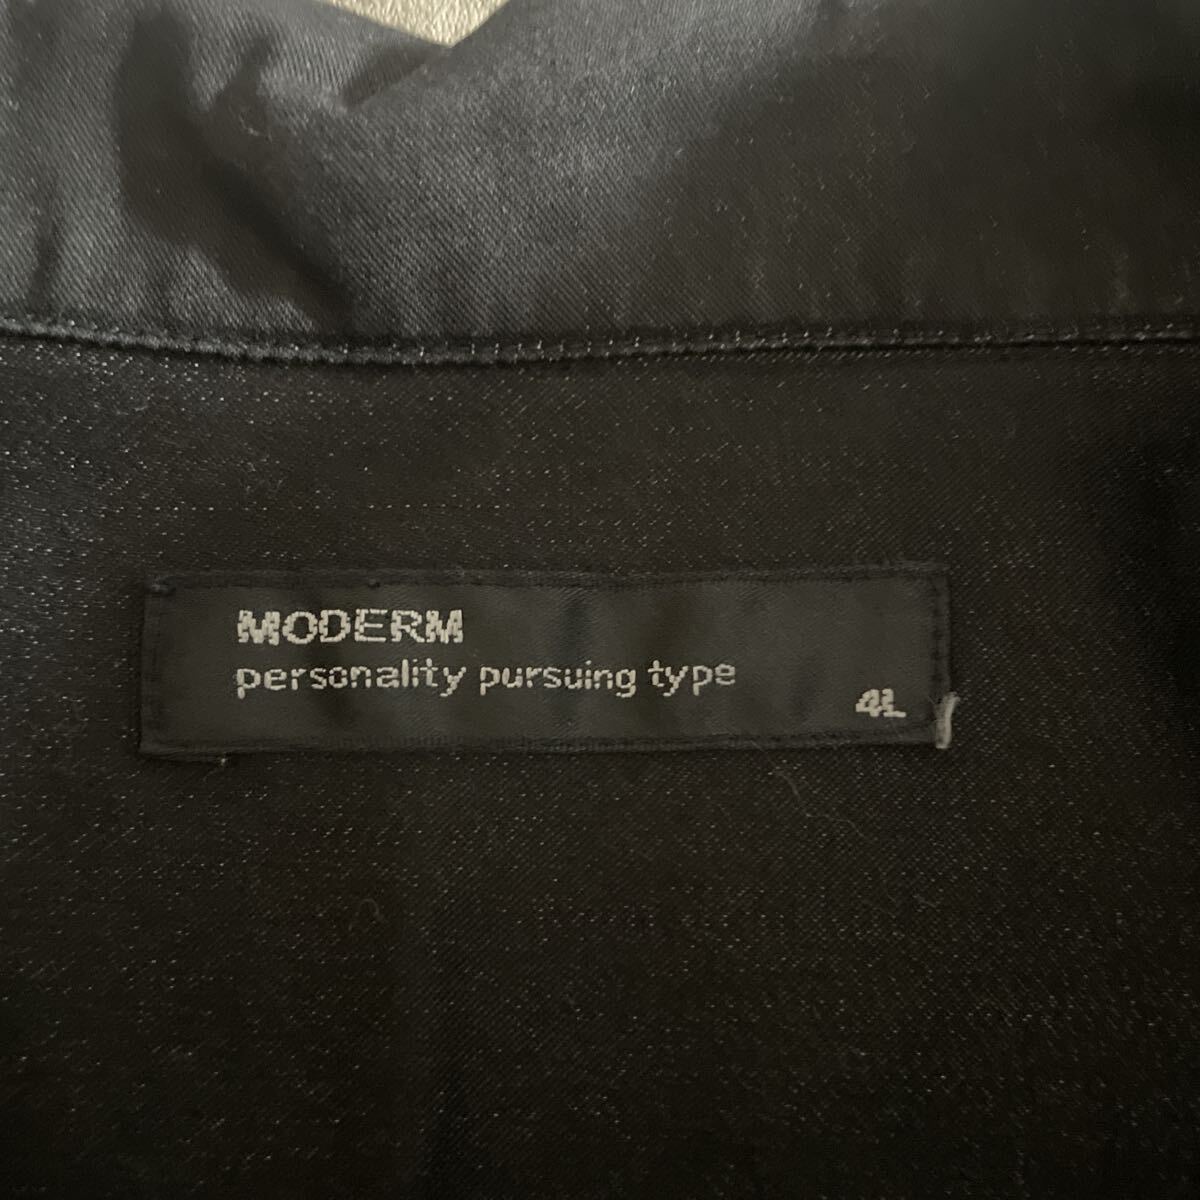 MODERM
personality pursuing type
4L